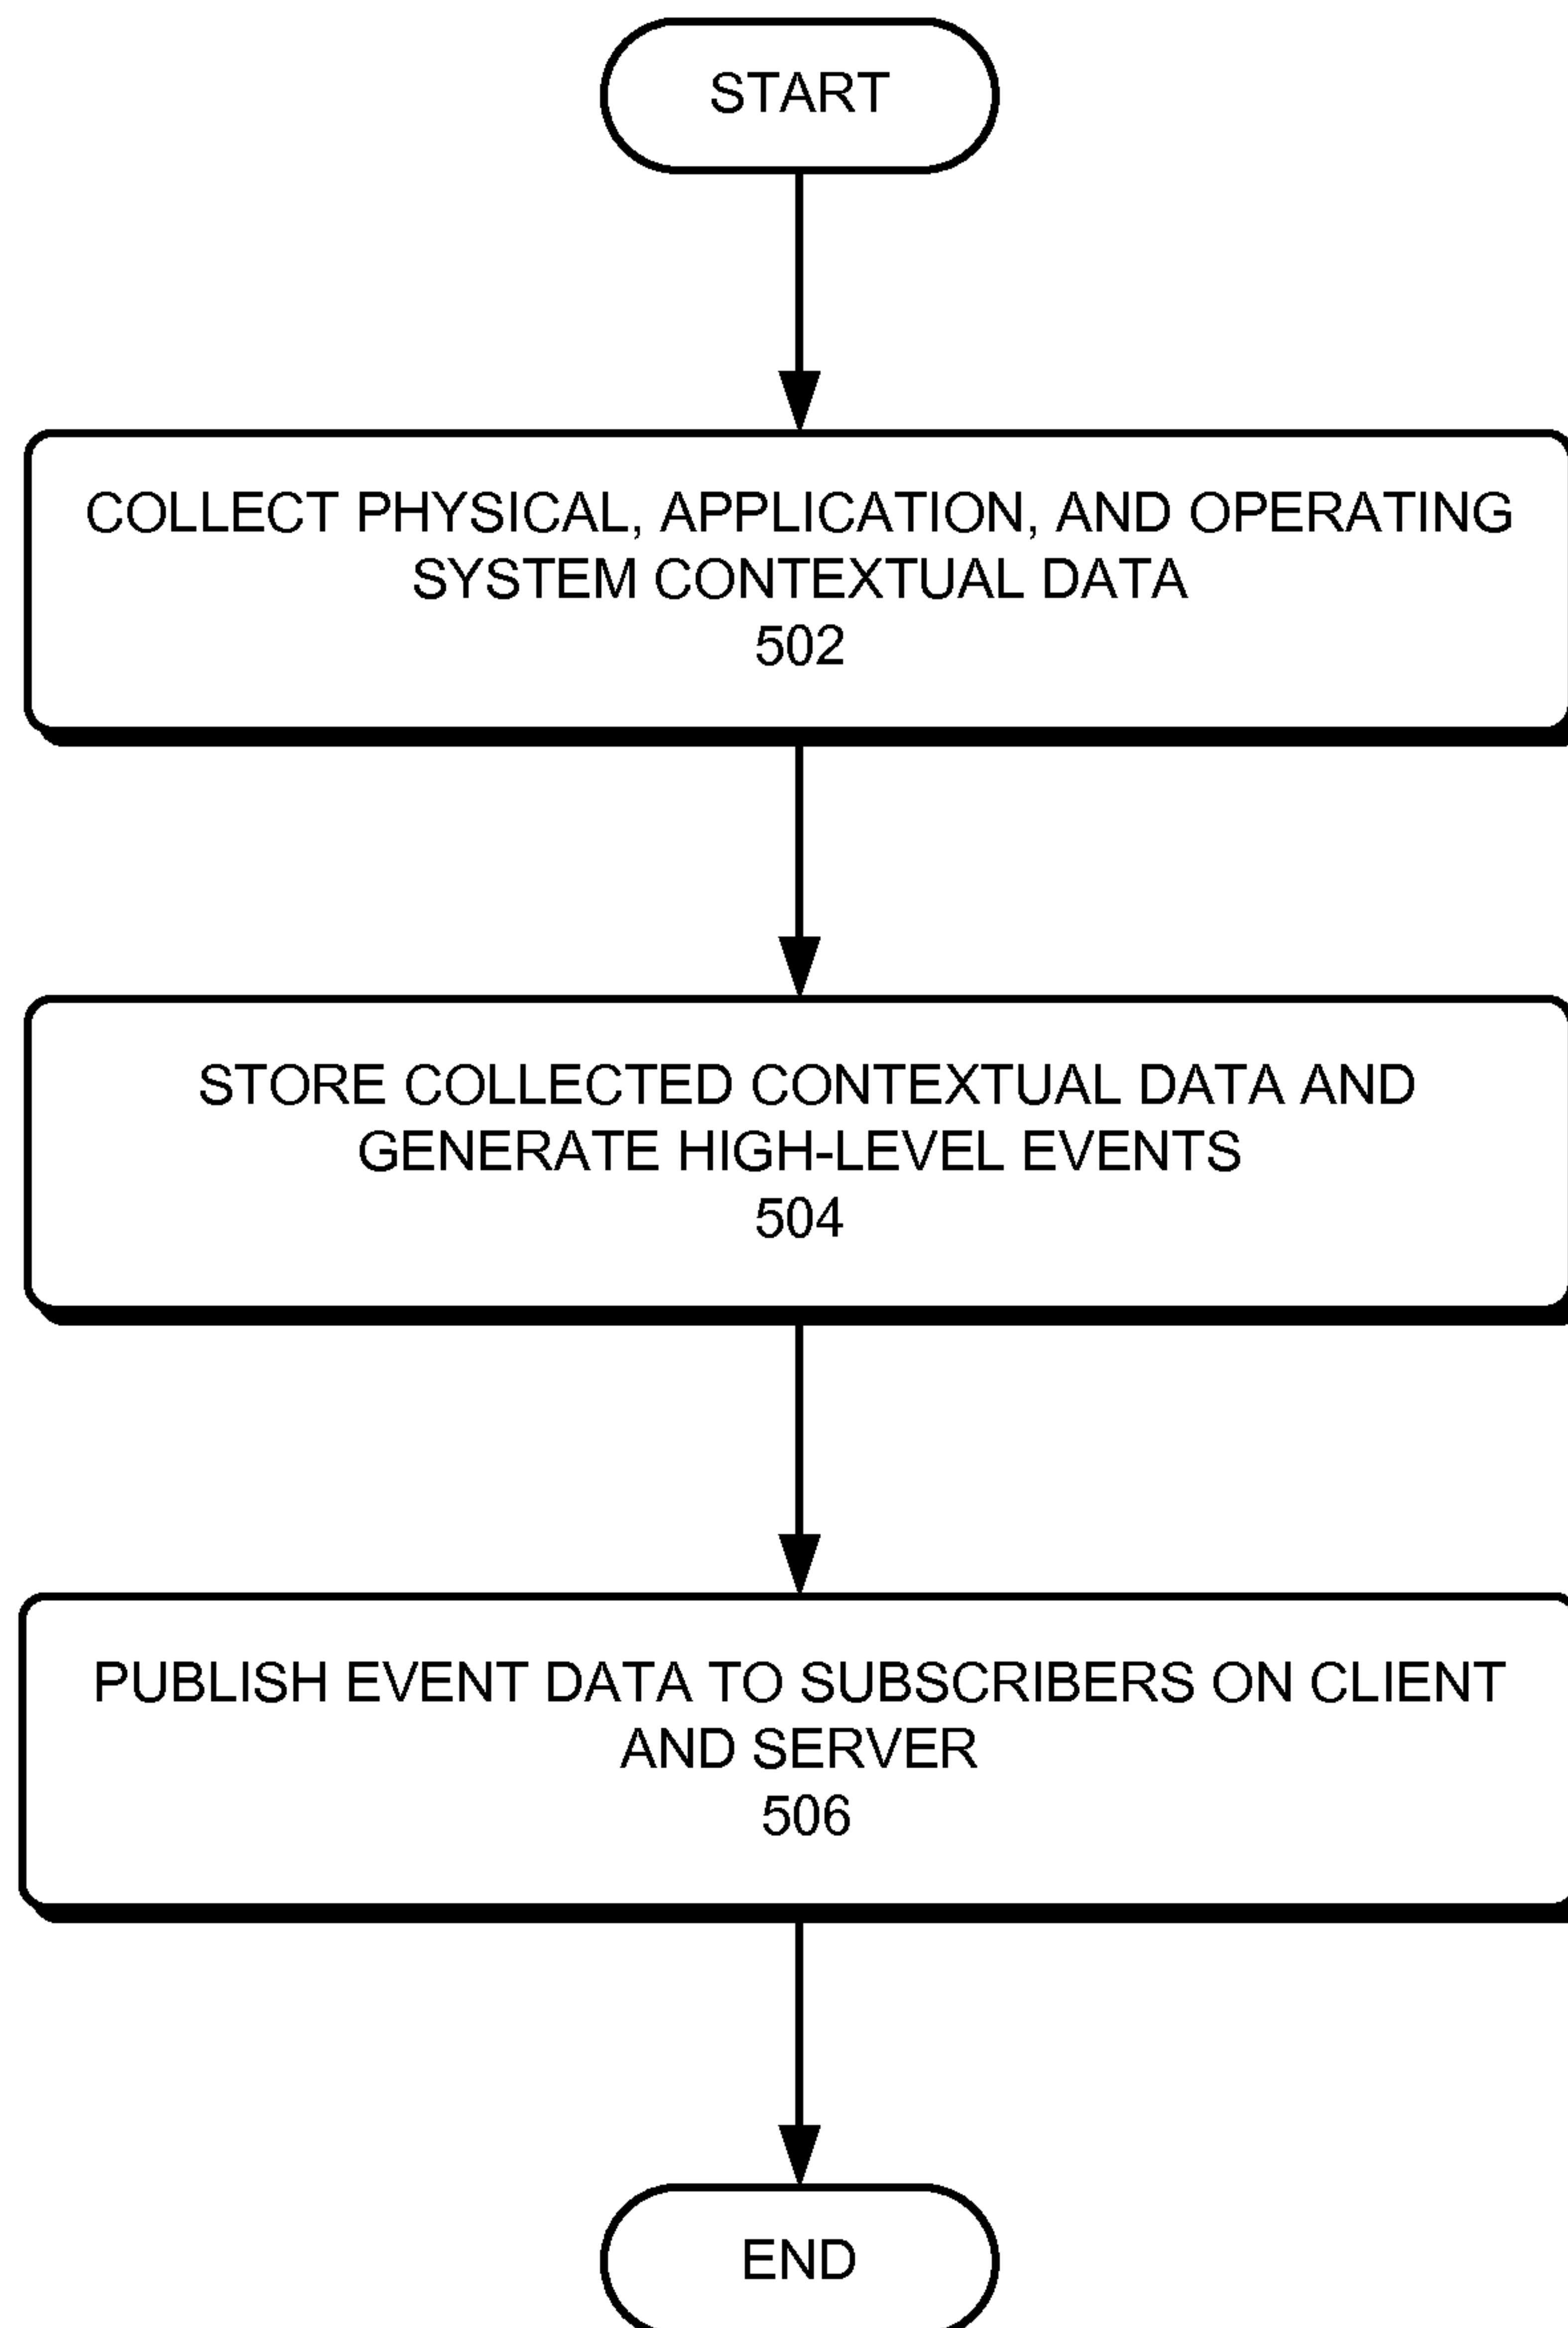 START
COLLECT PHYSICAL, APPLICATION, AND OPERATING
SYSTEM CONTEXTUAL DATA
502
STORE COLLECTED CONTEXTUAL DATA AND
GENERATE HIGH-LEVEL EVENTS
504
PUBLISH EVENT DATA TO SUBSCRIBERS ON CLIENT
AND SERVER
506
END